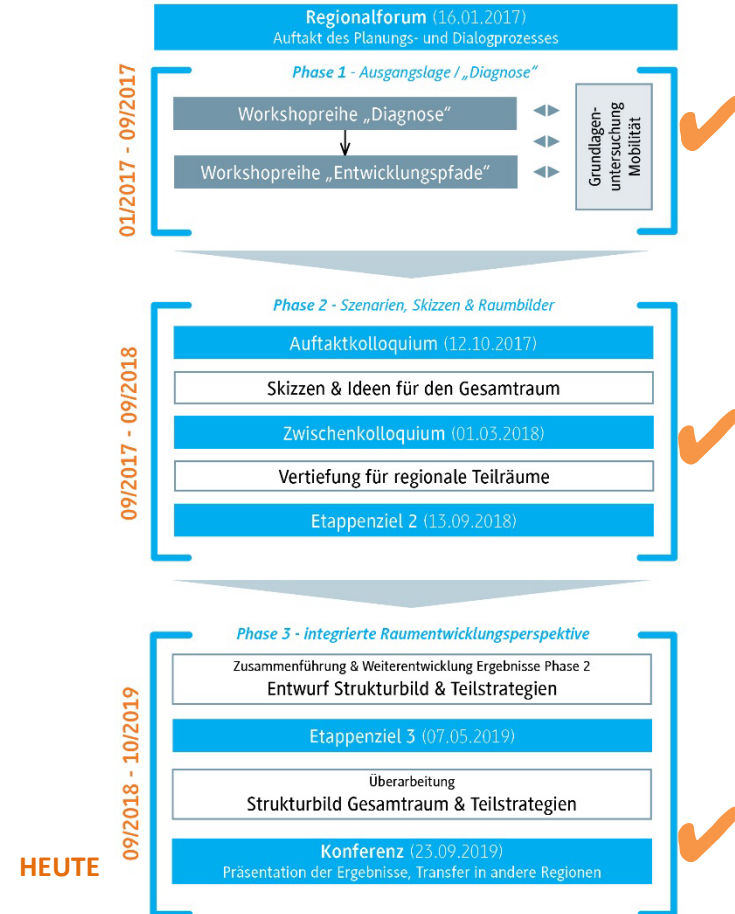 Regionalforum (16.01.2017)
Auftakt des Planungs- und Dialogprozesses
01/2017 - 09/2017
Phase 1 - Ausgangslage / „Diagnose“
Workshopreihe „Diagnose“
Workshopreihe „Entwicklungspfade“
Grundlagen-
untersuchung
Mobilität
09/2017 - 09/2018
Phase 2 - Szenarien, Skizzen & Raumbilder
Auftaktkolloquium (12.10.2017)
Skizzen & Ideen für den Gesamtraum
Zwischenkolloquium (01.03.2018)
Vertiefung für regionale Teilräume
Etappenziel 2 (13.09.2018)
09/2018 - 10/2019
Phase 3 - integrierte Raumentwicklungsperspektive
Zusammenführung & Weiterentwicklung Ergebnisse Phase 2
Entwurf Strukturbild & Teilstrategien
Etappenziel 3 (07.05.2019)
Überarbeitung
Strukturbild Gesamtraum & Teilstrategien
HEUTE
Konferenz (23.09.2019)
Präsentation der Ergebnisse, Transfer in andere Regionen